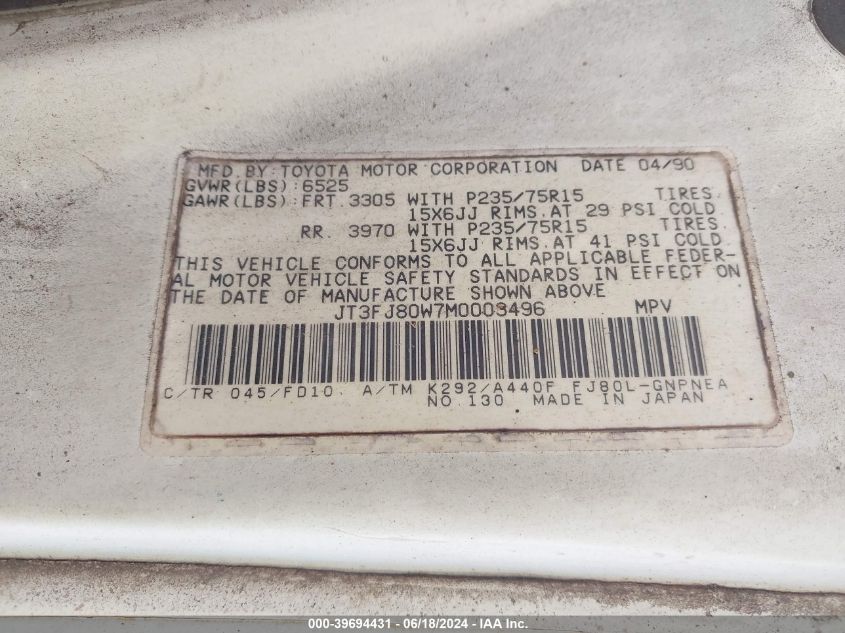 MFD.BY:TOYOTA MOTOR CORPORATION DATE 04/90
GVWR(LBS):6525
GAWR(LBS):FRT.3305 WITH P235/75R15 TIRES.
15X6JJ RIMS.AT 29 PSI COLD
RR. 3970 WITH P235/75R15 TIRES.
15X6JJ RIMS.AT 41 PSI COLD
THIS VEHICLE CONFORMS TO ALL APPLICABLE FEDER-
AL MOTOR VEHICLE SAFETY STANDARDS IN EFFECT ON
THE DATE OF MANUFACTURE SHOWN ABOVE
JT3FJ80W7M0003496 MPV
C/TR 045/FD10 A/TM K292/A440F FJ80L-GNPNEA
NO.130 MADE IN JAPAN
000-39694431 - 06/18/2024 - IAA Inc.